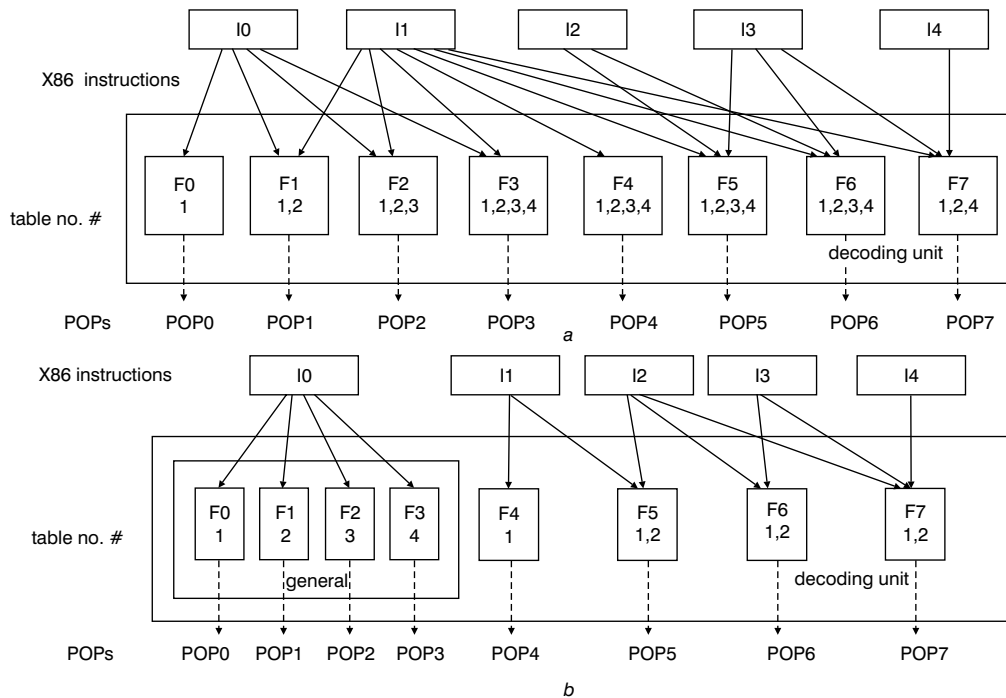 I0 I1 I2 I3 I4
X86 instructions
F0 F1 F2 F3 F4 F5 F6 F7
1 1,2 1,2,3 1,2,3,4 1,2,3,4 1,2,3,4 1,2,3,4 1,2,4
table no. #
decoding unit
POPs POP0 POP1 POP2 POP3 POP4 POP5 POP6 POP7
a
X86 instructions I0 I1 I2 I3 I4
F0 F1 F2 F3 F4 F5 F6 F7
1 2 3 4 1 1,2 1,2 1,2
table no. #
general decoding unit
POPs POP0 POP1 POP2 POP3 POP4 POP5 POP6 POP7
b